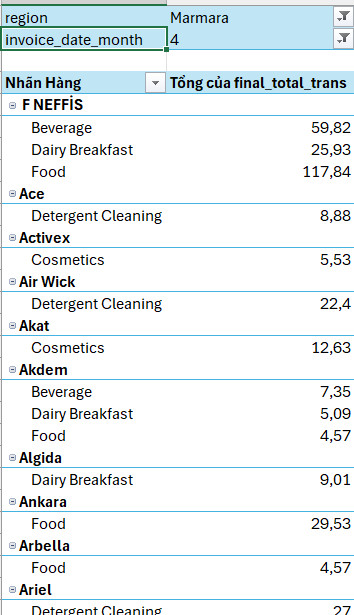 region Marmara
invoice_date_month 4
Nhãn Hàng Tổng của final_total_trans
F NEFFİS
Beverage 59,82
Dairy Breakfast 25,93
Food 117,84
Ace
Detergent Cleaning 8,88
Activex
Cosmetics 5,53
Air Wick
Detergent Cleaning 22,4
Akat
Cosmetics 12,63
Akdem
Beverage 7,35
Dairy Breakfast 5,09
Food 4,57
Algida
Dairy Breakfast 9,01
Ankara
Food 29,53
Arbella
Food 4,57
Ariel
Detergent Cleaning 27